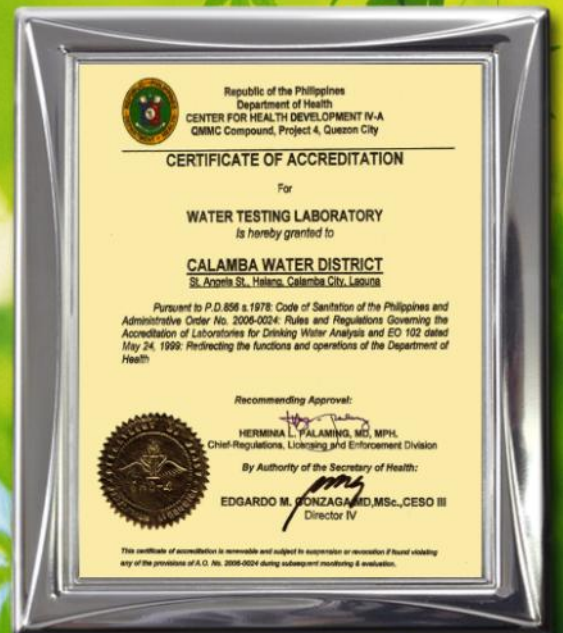 Republic of the Philippines
Department of Health
CENTER FOR HEALTH DEVELOPMENT IV-A
QMMC Compound, Project 4, Quezon City
CERTIFICATE OF ACCREDITATION
For
WATER TESTING LABORATORY
Is hereby granted to
CALAMBA WATER DISTRICT
St. Angela St., Halang, Calamba City, Laguna
Pursuant to P.D.856 s.1978: Code of Sanitation of the Philippines and
Administrative Order No. 2006-0024: Rules and Regulations Governing the
Accreditation of Laboratories for Drinking Water Analysis and EO 102 dated
May 24, 1999: Redirecting the functions and operations of the Department of
Health
Recommending Approval:
HERMINIA L. PALAMING, MD, MPH.
Chief-Regulations, Licensing and Enforcement Division
By Authority of the Secretary of Health:
EDGARDO M. GONZAGA,MD,MSc.,CESO III
Director IV
This certificate of accreditation is renewable and subject to suspension or revocation if found violating
any of the provisions of A.O. No. 2006-0024 during subsequent monitoring & evaluation.